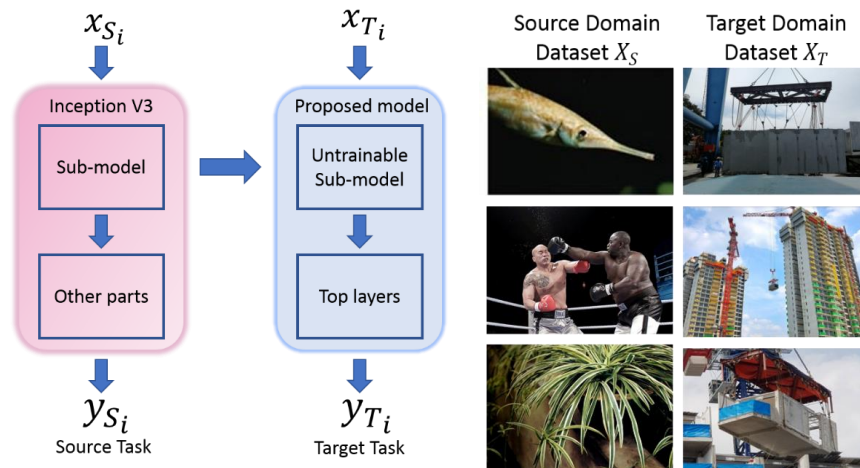 x_{S_i}
Inception V3
Sub-model
Other parts
y_{S_i}
Source Task
x_{T_i}
Proposed model
Untrainable
Sub-model
Top layers
y_{T_i}
Target Task
Source Domain
Dataset X_S
Target Domain
Dataset X_T